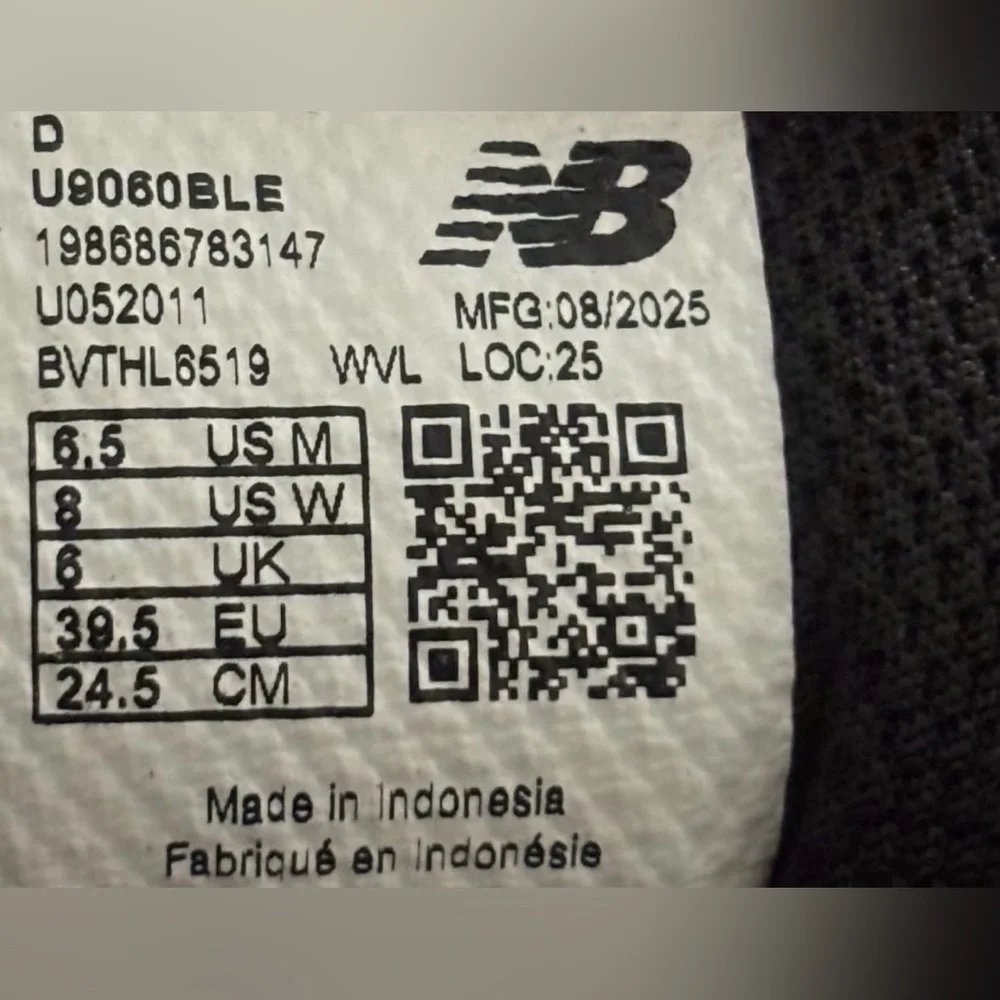 D
U9060BLE
198686783147
U052011 MFG:08/2025
BVTHL6519 WVL LOC:25
6.5 US M
8 US W
6 UK
39.5 EU
24.5 CM
NB
Made in Indonesia
Fabriqué en Indonésie